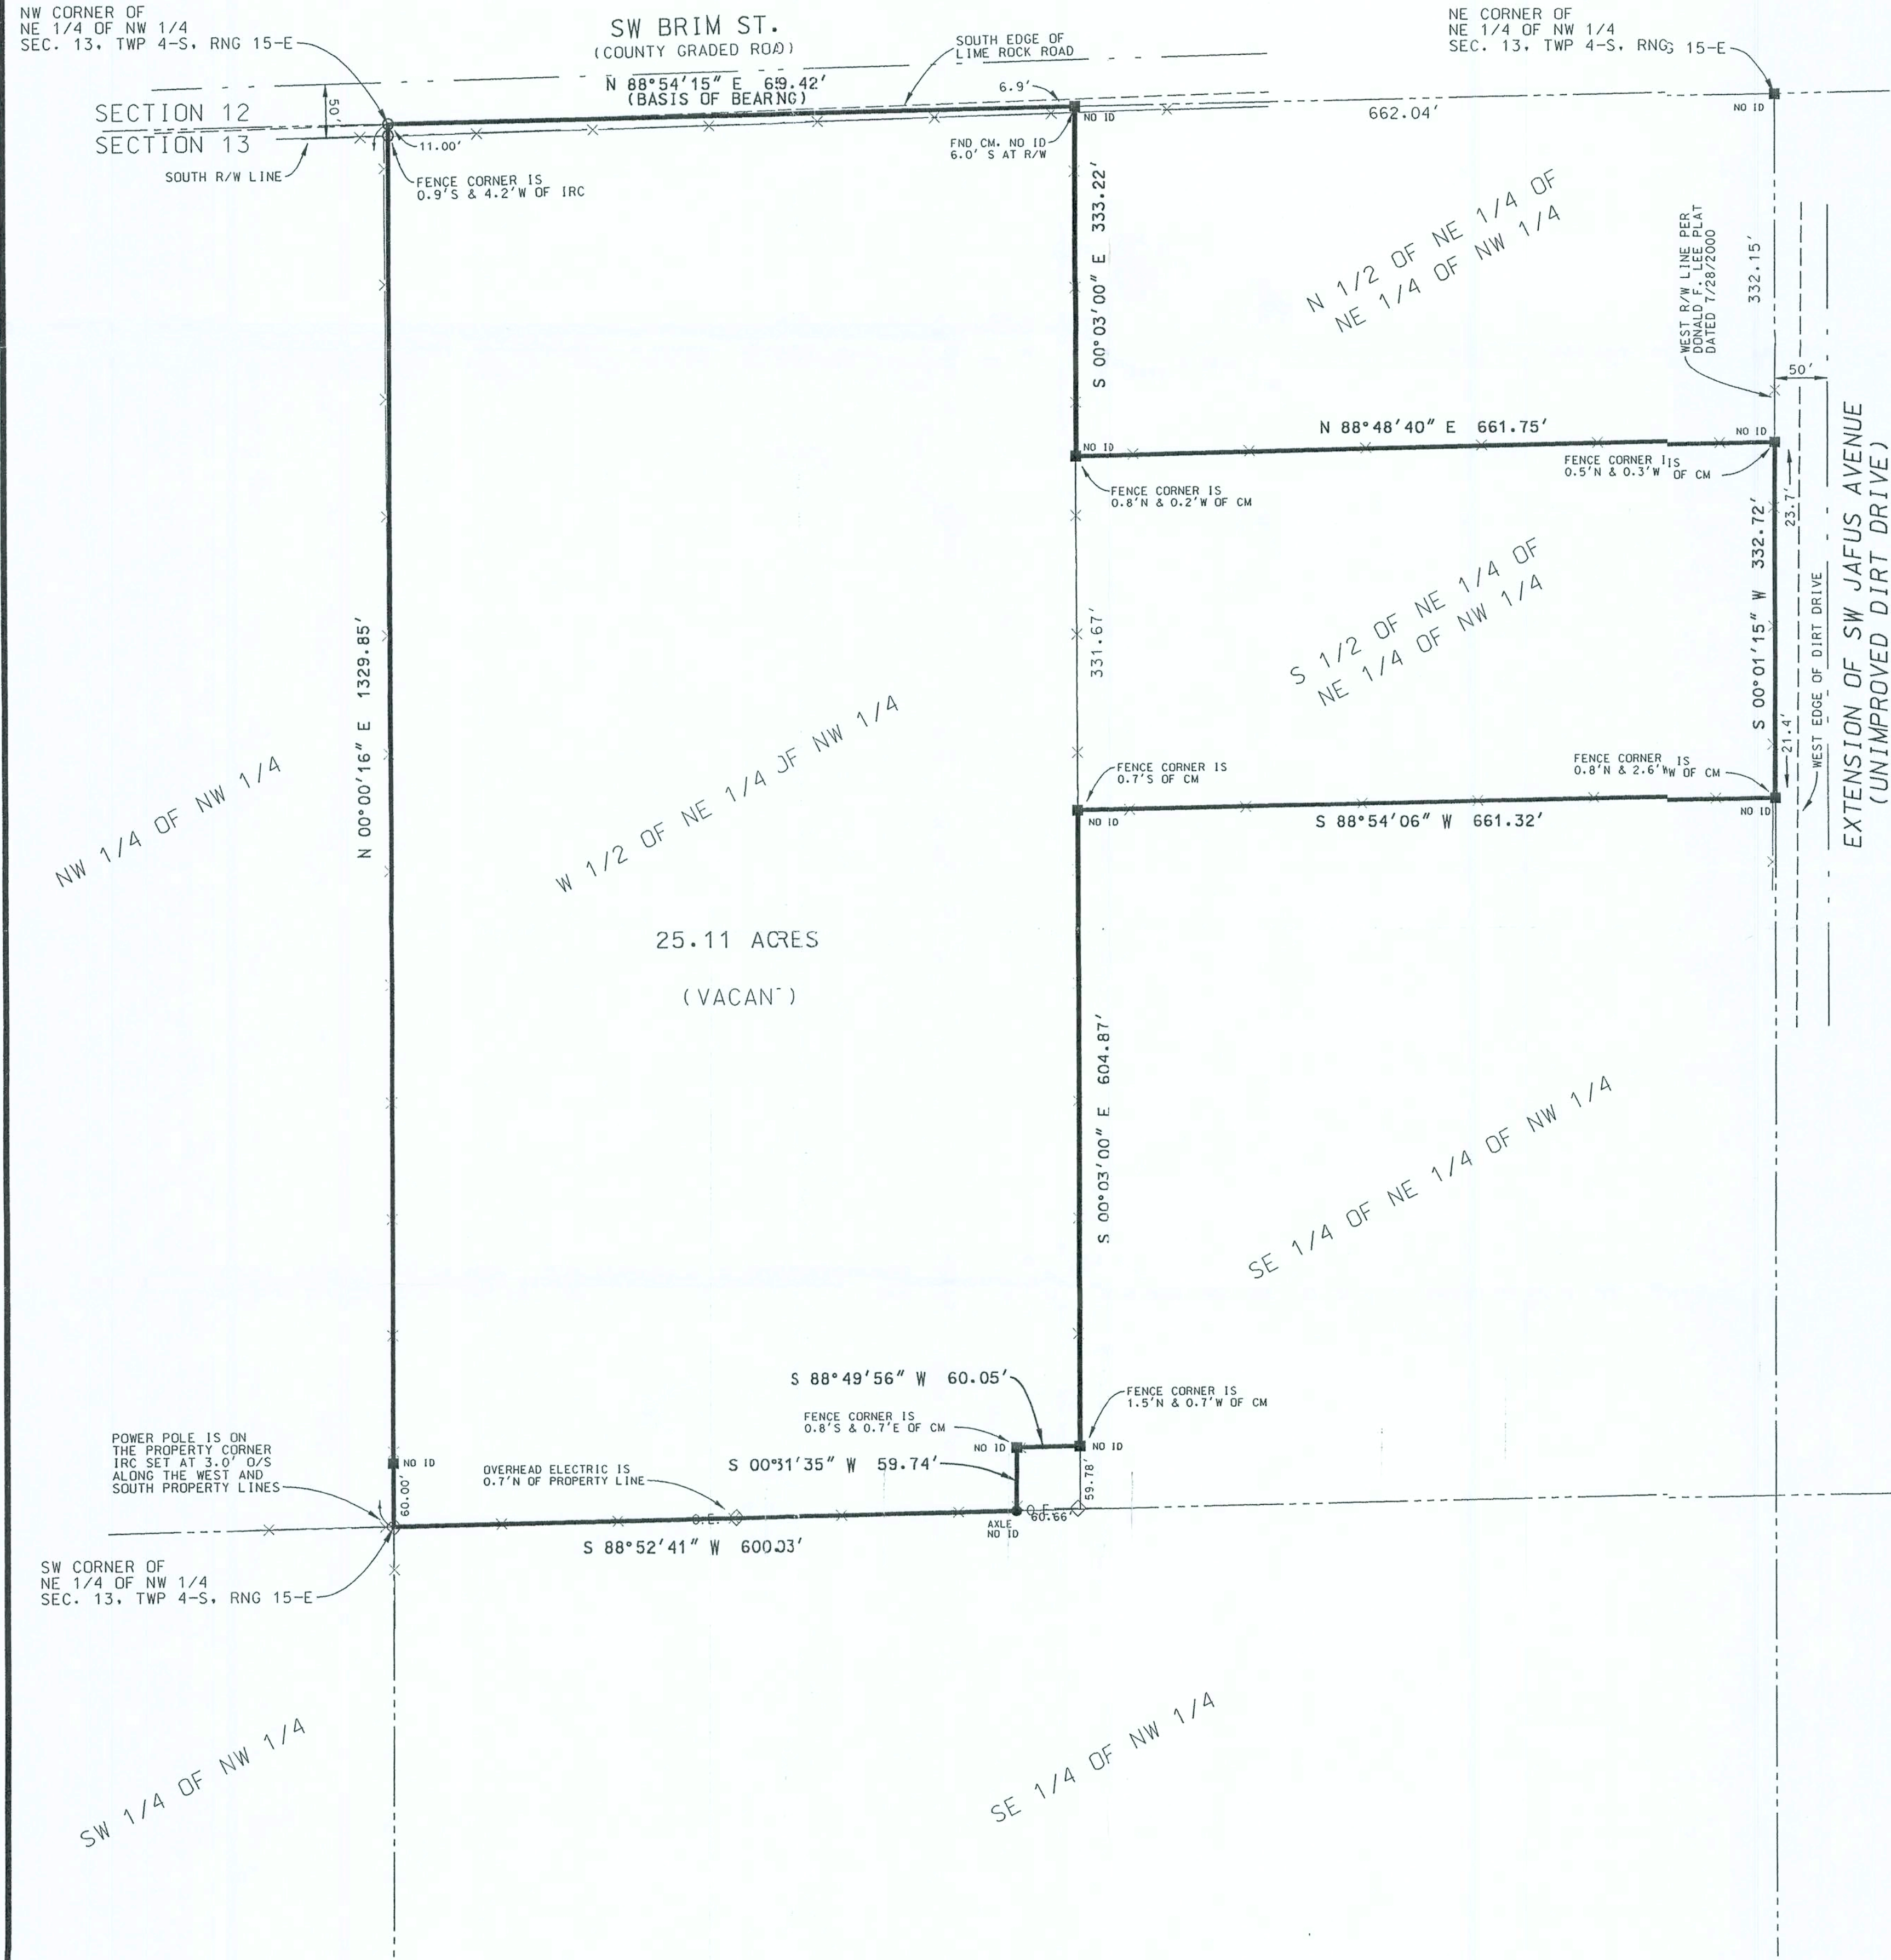 NW CORNER OF
NE 1/4 OF NW 1/4
SEC. 13, TWP 4-S, RNG 15-E
SW BRIM ST.
(COUNTY GRADED ROAD)
SOUTH EDGE OF
LIME ROCK ROAD
NE CORNER OF
NE 1/4 OF NW 1/4
SEC. 13, TWP 4-S, RNG 15-E
N 88°54'15" E
(BASIS OF BEARNG)
6.9'
50'
SECTION 12
SECTION 13
SOUTH R/W LINE
11.00'
FENCE CORNER IS
0.9'S & 4.2'W OF IRC
NO ID
FND CM. NO ID
6.0' S AT R/W
662.04'
NO ID
S 00°03'00" E 333.22'
N 1/2 OF NE 1/4 OF
NE 1/4 OF NW 1/4
WEST R/W LINE PER
DONALD F. LEE PLAT
DATED 7/28/2000
332.15'
50'
N 88°48'40" E 661.75'
NO ID
NO ID
FENCE CORNER IS
0.5'N & 0.3'W OF CM
FENCE CORNER IS
0.8'N & 0.2'W OF CM
23.7'
S 00°01'15" W 332.72'
EXTENSION OF SW JAFUS AVENUE
(UNIMPROVED DIRT DRIVE)
WEST EDGE OF DIRT DRIVE
S 1/2 OF NE 1/4 OF
NE 1/4 OF NW 1/4
331.67'
N 00°00'16" E 1329.85'
21.4'
FENCE CORNER IS
0.7'S OF CM
FENCE CORNER IS
0.8'N & 2.6'W OF CM
NO ID
NO ID
S 88°54'06" W 661.32'
NW 1/4 OF NW 1/4
W 1/2 OF NE 1/4 OF NW 1/4
25.11 ACRES
(VACANT)
S 00°03'00" E 604.87'
SE 1/4 OF NE 1/4 OF NW 1/4
S 88°49'56" W 60.05'
FENCE CORNER IS
1.5'N & 0.7'W OF CM
FENCE CORNER IS
0.8'S & 0.7'E OF CM
NO ID
NO ID
POWER POLE IS ON
THE PROPERTY CORNER
IRC SET AT 3.0' O/S
ALONG THE WEST AND
SOUTH PROPERTY LINES
NO ID
60.00'
OVERHEAD ELECTRIC IS
0.7'N OF PROPERTY LINE
S 00°31'35" W 59.74'
59.78'
O.E.
O.E.
60.66'
AXLE
NO ID
S 88°52'41" W 600.03'
SW CORNER OF
NE 1/4 OF NW 1/4
SEC. 13, TWP 4-S, RNG 15-E
SW 1/4 OF NW 1/4
SE 1/4 OF NW 1/4